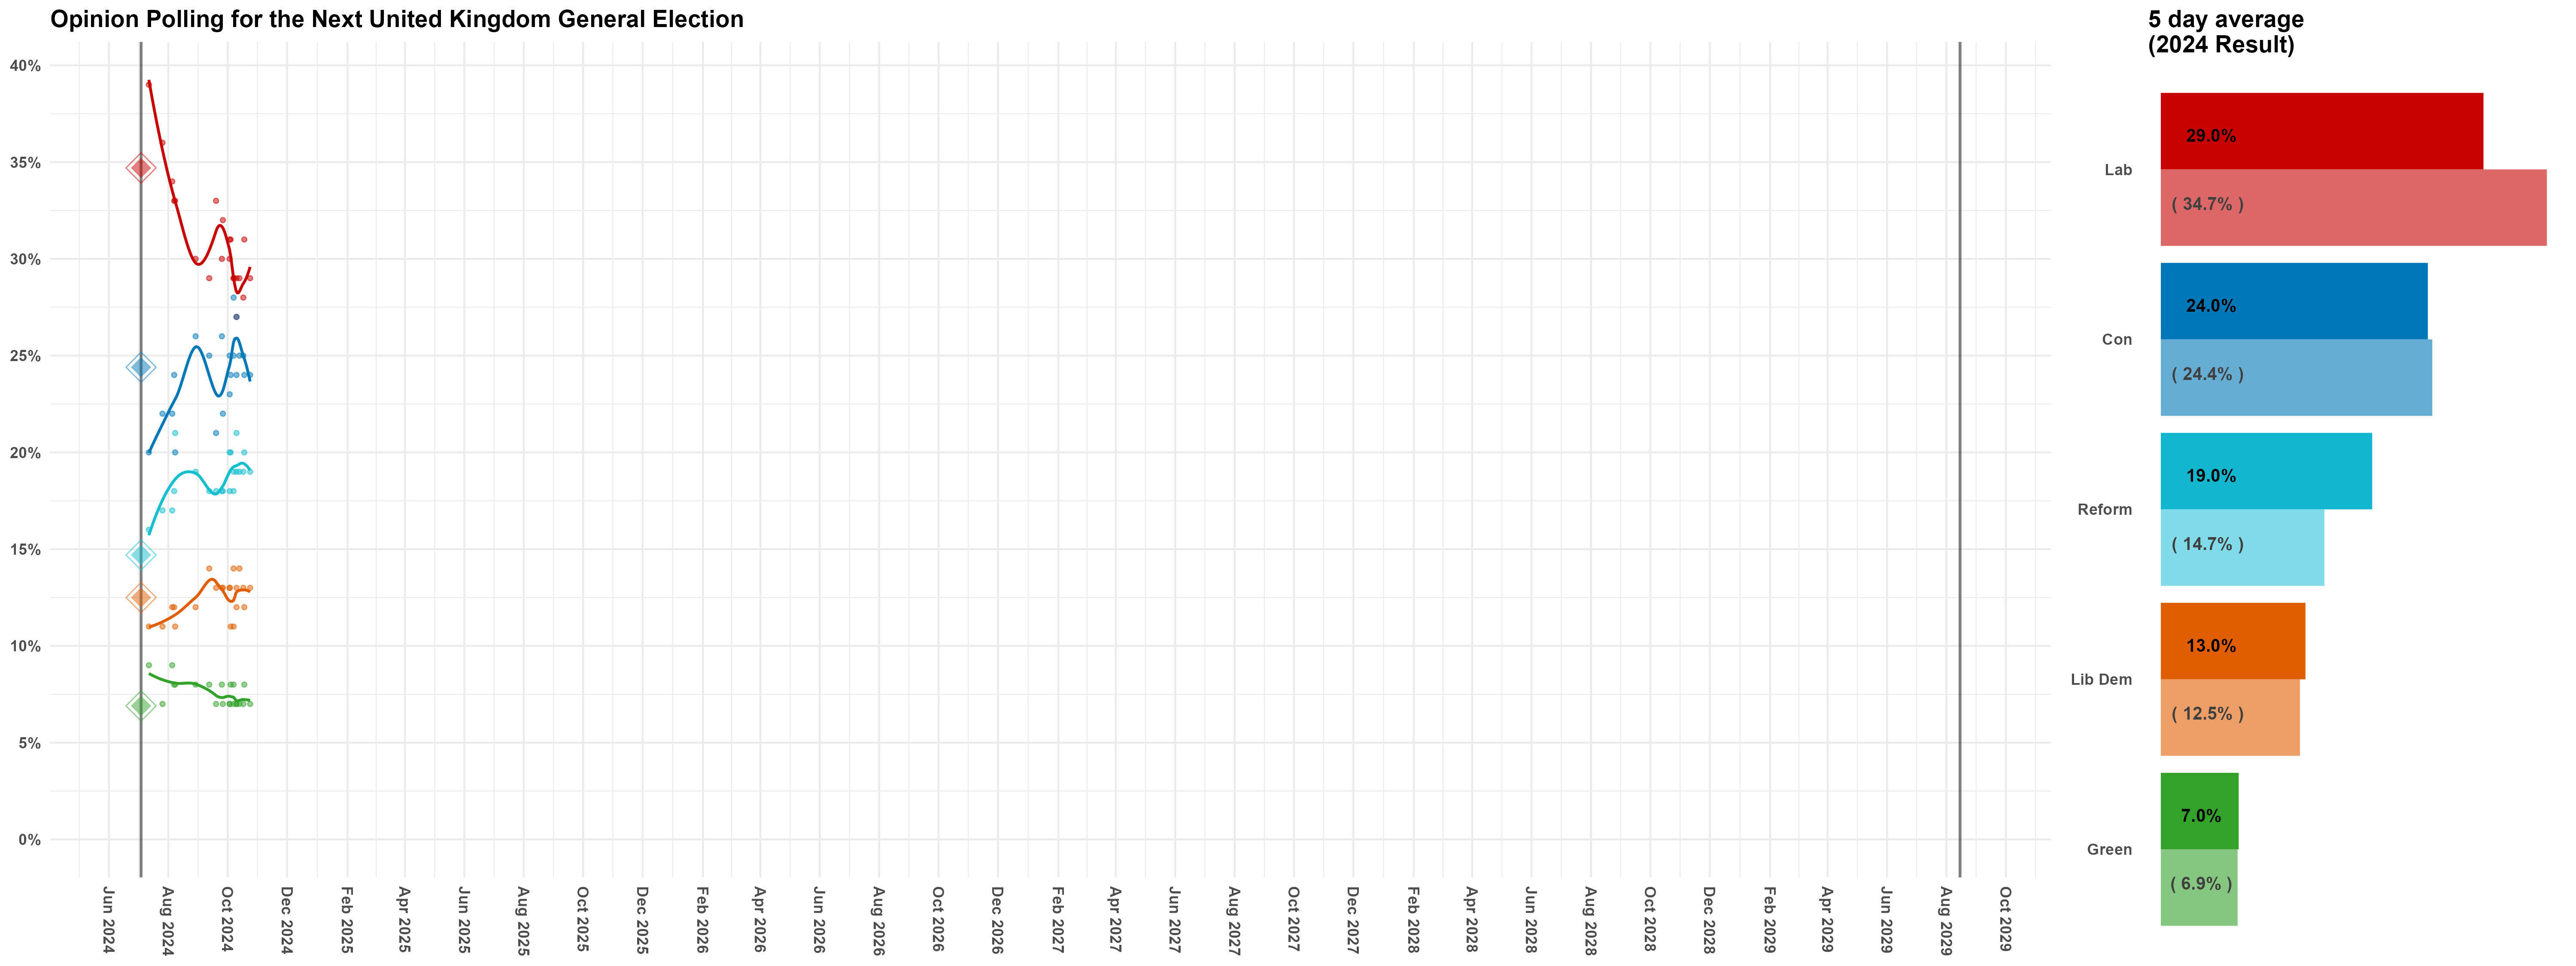 Opinion Polling for the Next United Kingdom General Election
40%
35%
30%
25%
20%
15%
10%
5%
0%
Jun 2024
Aug 2024
Oct 2024
Dec 2024
Feb 2025
Apr 2025
Jun 2025
Aug 2025
Oct 2025
Dec 2025
Feb 2026
Apr 2026
Jun 2026
Aug 2026
Oct 2026
Dec 2026
Feb 2027
Apr 2027
Jun 2027
Aug 2027
Oct 2027
Dec 2027
Feb 2028
Apr 2028
Jun 2028
Aug 2028
Oct 2028
Dec 2028
Feb 2029
Apr 2029
Jun 2029
Aug 2029
Oct 2029
5 day average
(2024 Result)
Lab
29.0%
( 34.7% )
Con
24.0%
( 24.4% )
Reform
19.0%
( 14.7% )
Lib Dem
13.0%
( 12.5% )
Green
7.0%
( 6.9% )